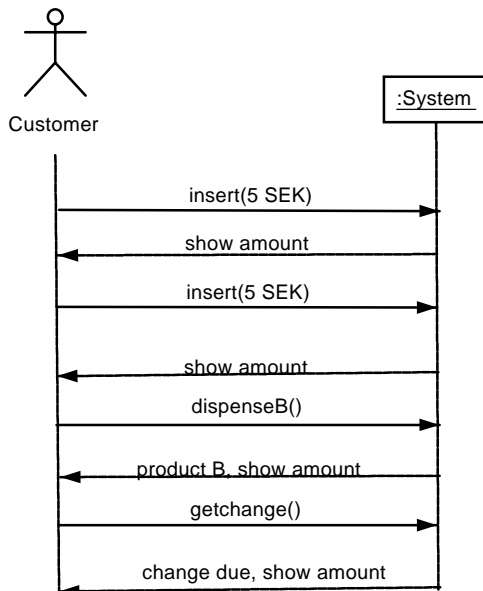 :System
Customer
insert(5 SEK)
show amount
insert(5 SEK)
show amount
dispenseB()
product B, show amount
getchange()
change due, show amount